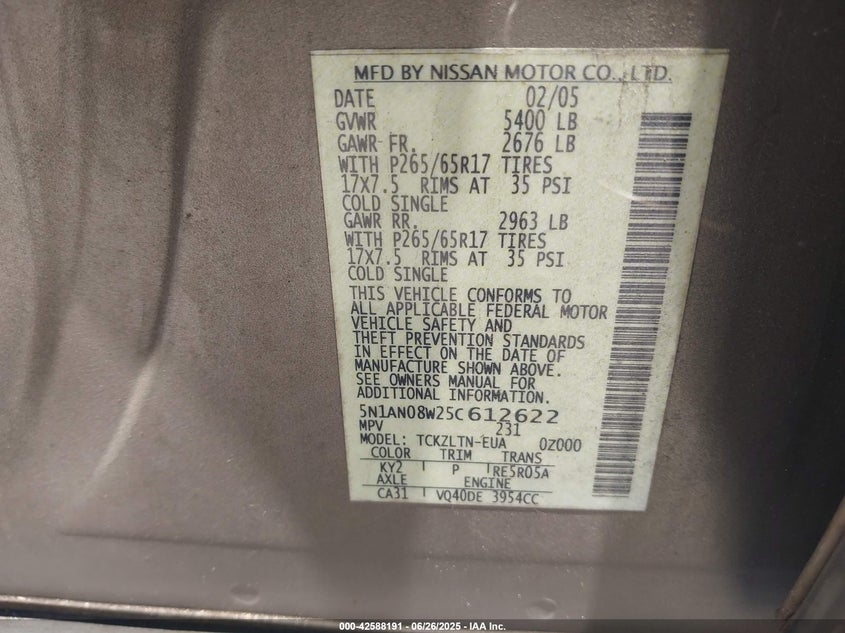 MFD BY NISSAN MOTOR CO., LTD.
DATE 02/05
GVWR 5400 LB
GAWR FR. 2676 LB
WITH P265/65R17 TIRES
17X7.5 RIMS AT 35 PSI
COLD SINGLE
GAWR RR. 2963 LB
WITH P265/65R17 TIRES
17X7.5 RIMS AT 35 PSI
COLD SINGLE
THIS VEHICLE CONFORMS TO
ALL APPLICABLE FEDERAL MOTOR
VEHICLE SAFETY AND
THEFT PREVENTION STANDARDS
IN EFFECT ON THE DATE OF
MANUFACTURE SHOWN ABOVE.
SEE OWNERS MANUAL FOR
ADDITIONAL INFORMATION.
5N1AN08W25C612622
MPV 231
MODEL: TCKZLTN-EUA 0Z000
COLOR TRIM TRANS
KY2 P RE5R05A
AXLE ENGINE
CA31 VQ40DE 3954CC
000-42588191 - 06/26/2025 - IAA Inc.